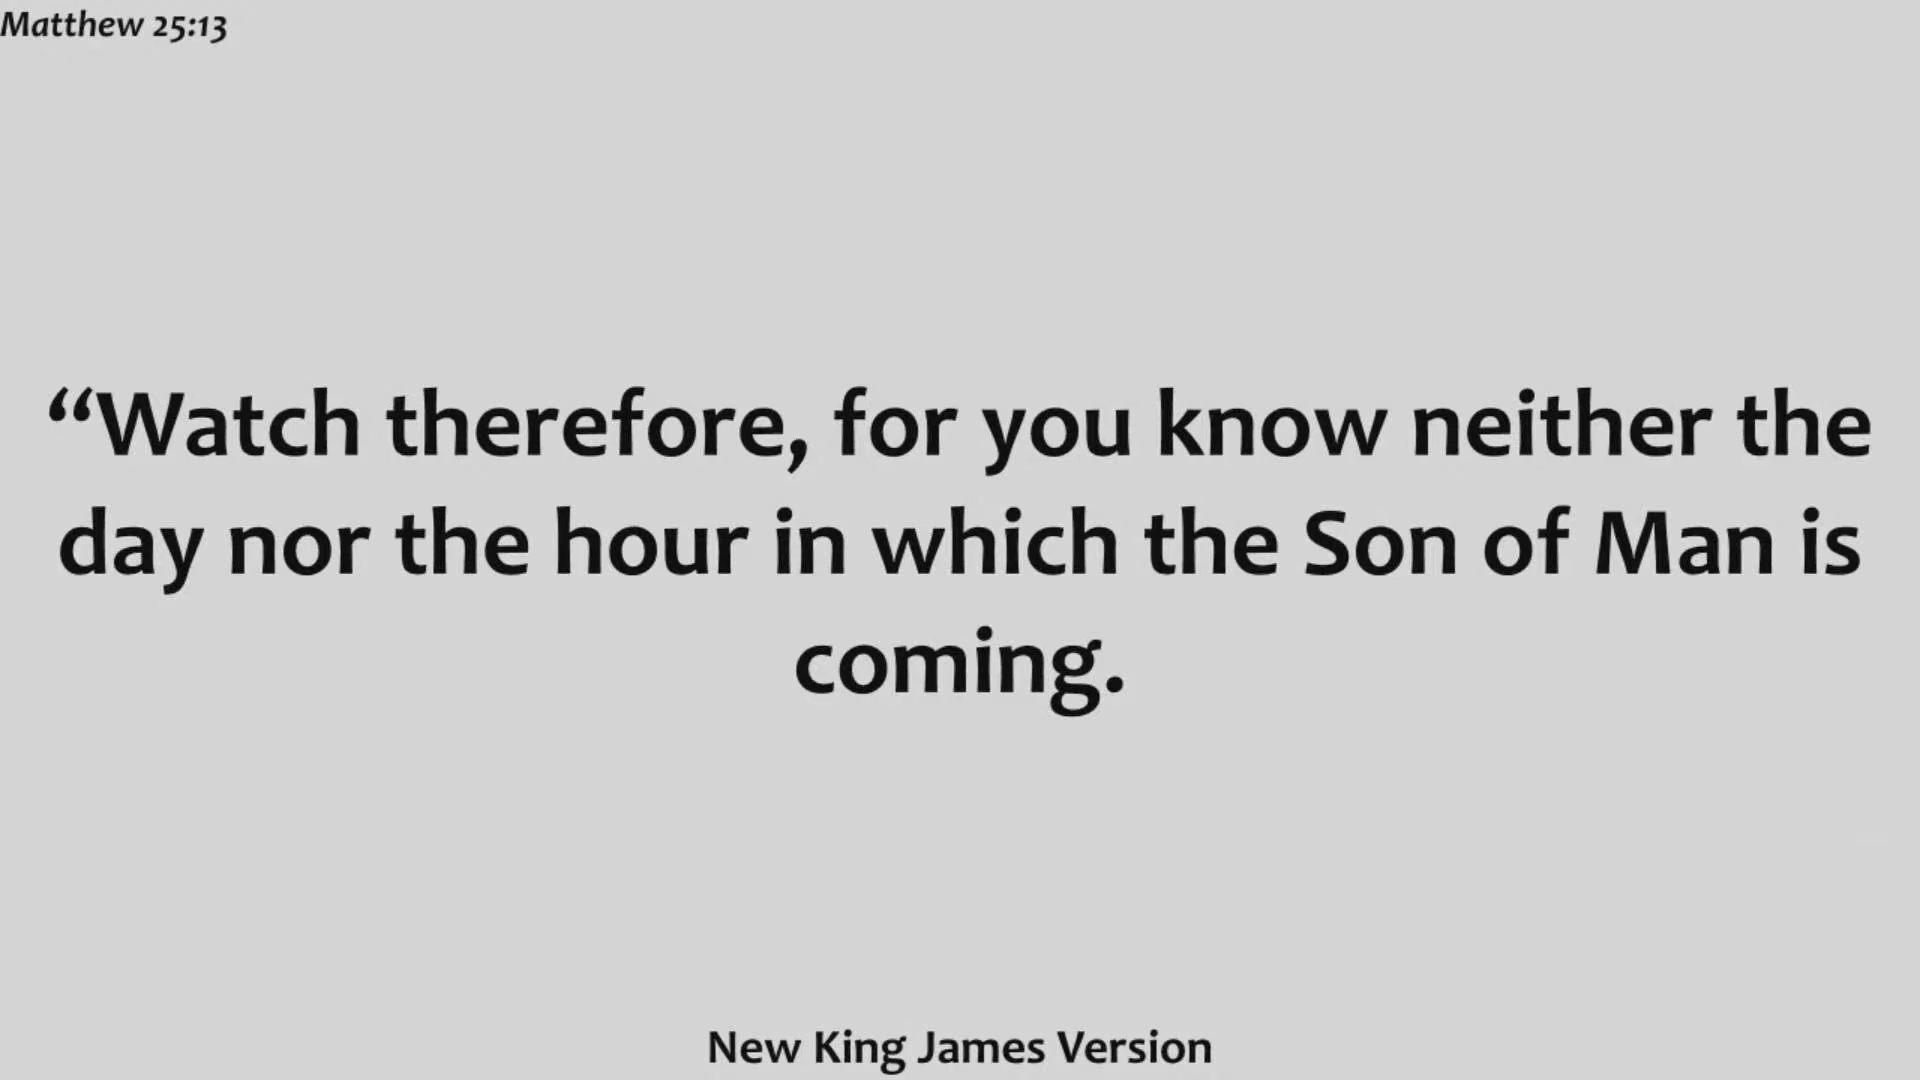 Matthew 25:13
“Watch therefore, for you know neither the
day nor the hour in which the Son of Man is
coming.
New King James Version